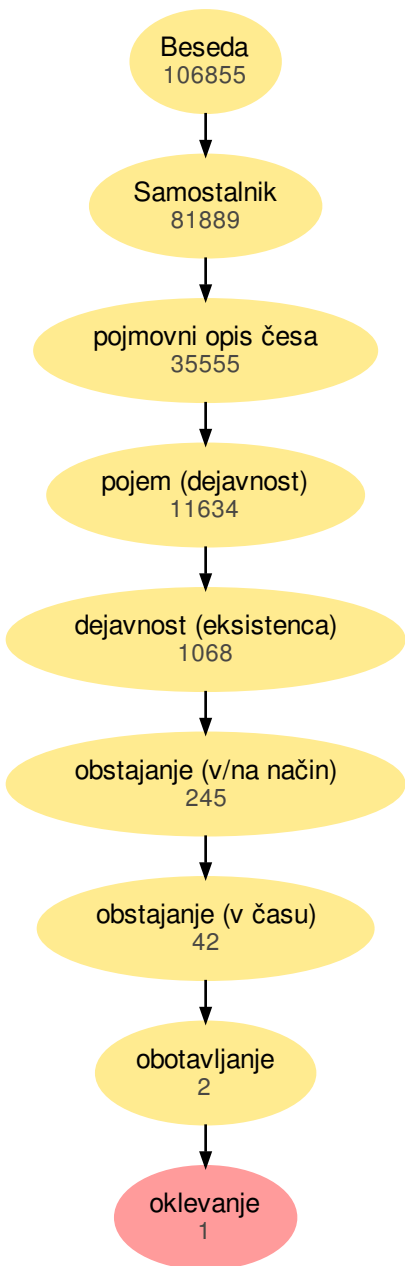 Beseda
106855
Samostalnik
81889
pojmovni opis česa
35555
pojem (dejavnost)
11634
dejavnost (eksistenca)
1068
obstajanje (v/na način)
245
obstajanje (v času)
42
obotavljanje
2
oklevanje
1